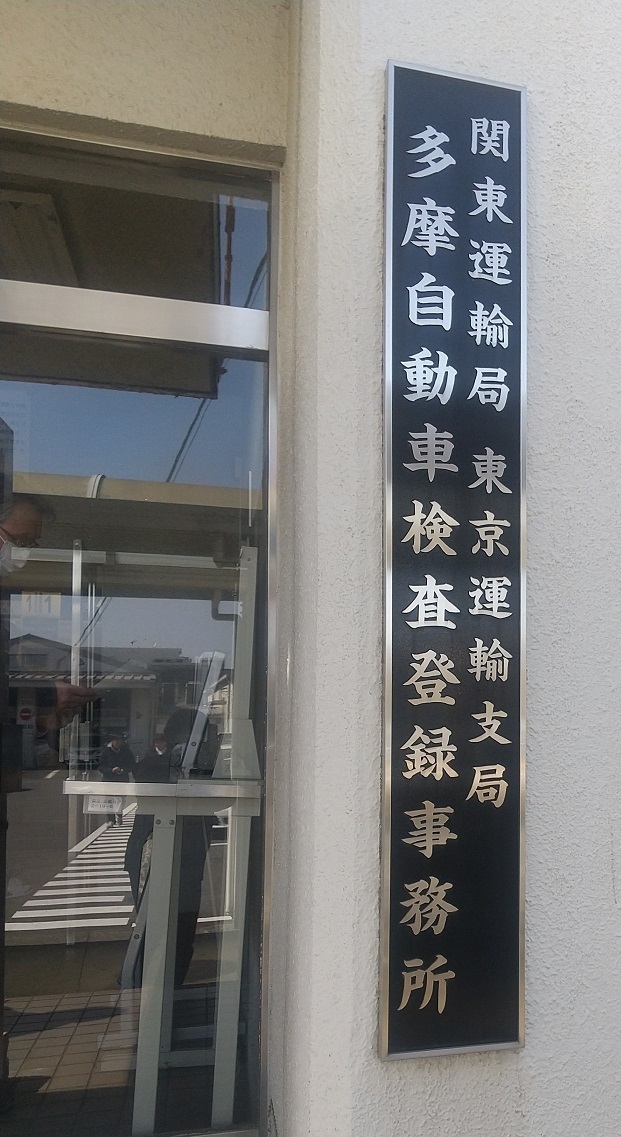 関東運輸局 東京運輸支局
多摩自動車検査登録事務所
11